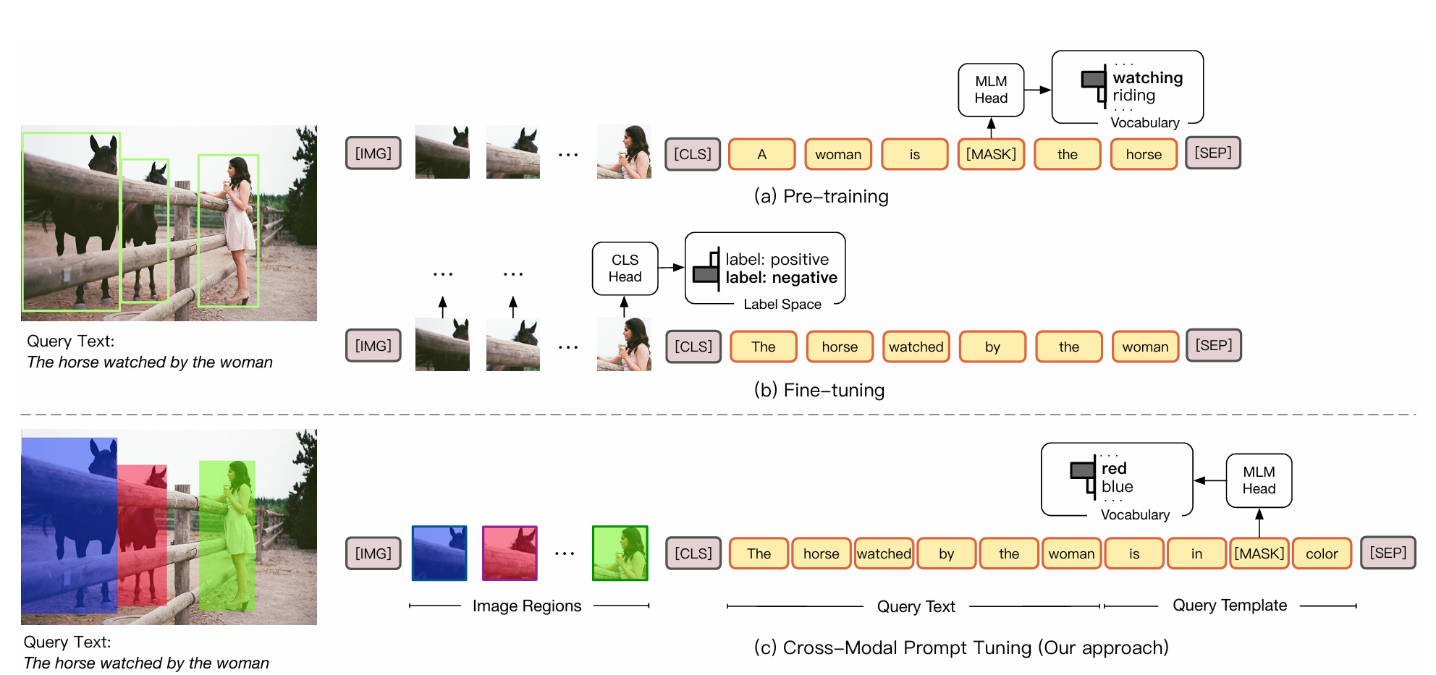 MLM
Head
. . .
watching
riding
. . .
Vocabulary
[IMG]
...
[CLS] A woman is [MASK] the horse [SEP]
(a) Pre-training
CLS
Head
label: positive
label: negative
Label Space
... ...
Query Text:
The horse watched by the woman
[IMG]
...
[CLS] The horse watched by the woman [SEP]
(b) Fine-tuning
. . .
red
blue
. . .
Vocabulary
MLM
Head
[IMG]
...
[CLS] The horse watched by the woman is in [MASK] color [SEP]
Image Regions Query Text Query Template
Query Text:
The horse watched by the woman
(c) Cross-Modal Prompt Tuning (Our approach)